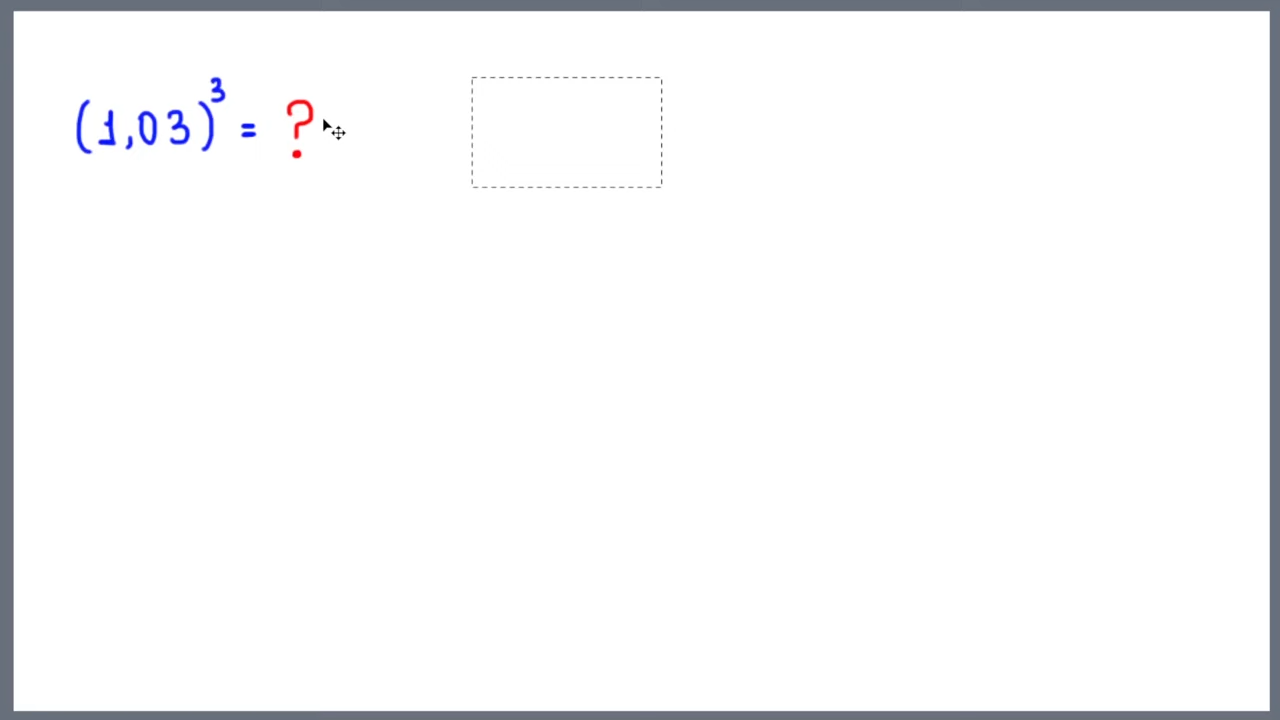 (1,03)³ = ?